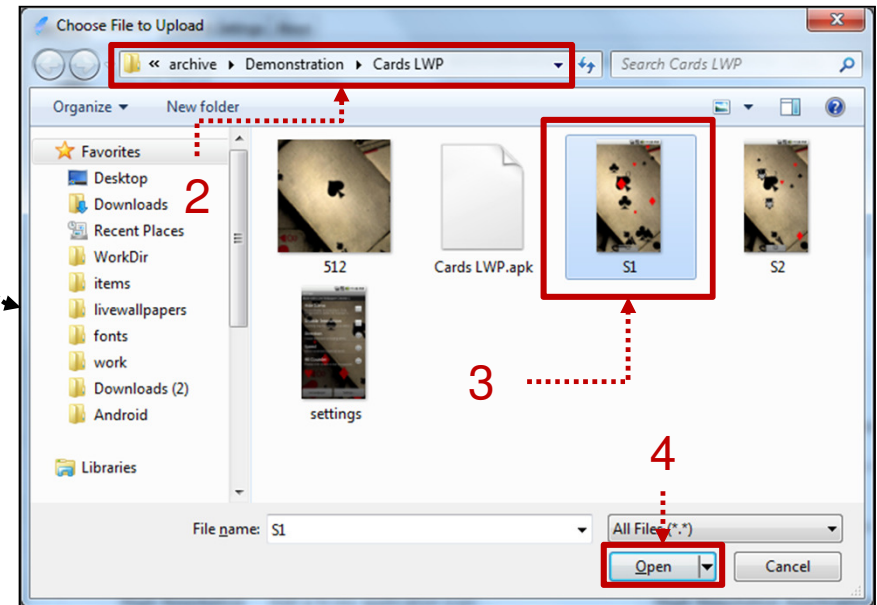 Choose File to Upload
« archive Demonstration Cards LWP
Search Cards LWP
Organize New folder
Favorites
Desktop
Downloads
Recent Places
WorkDir
items
livewallpapers
fonts
work
Downloads (2)
Android
Libraries
2
512
Cards LWP.apk
S1
S2
settings
3
4
File name: S1
All Files (*.*)
Open
Cancel